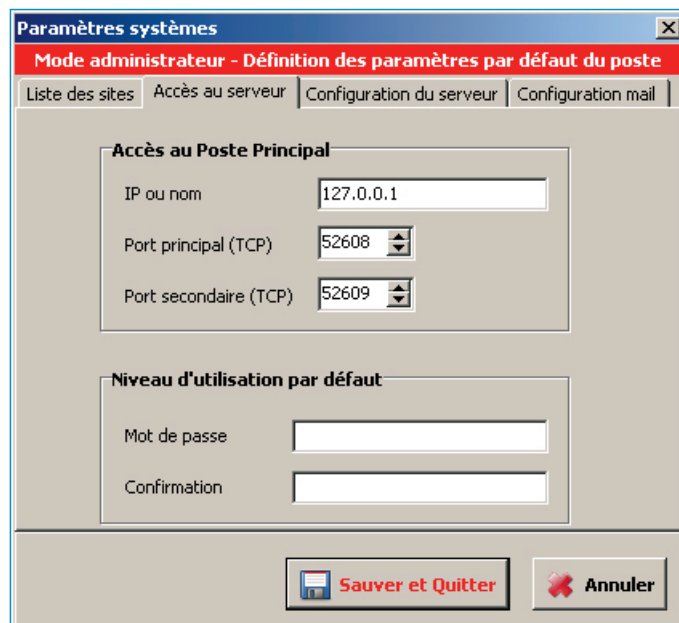 Paramètres systèmes
Mode administrateur - Définition des paramètres par défaut du poste
Liste des sites Accès au serveur Configuration du serveur Configuration mail
Accès au Poste Principal
IP ou nom 127.0.0.1
Port principal (TCP) 52608
Port secondaire (TCP) 52609
Niveau d'utilisation par défaut
Mot de passe
Confirmation
Sauver et Quitter Annuler